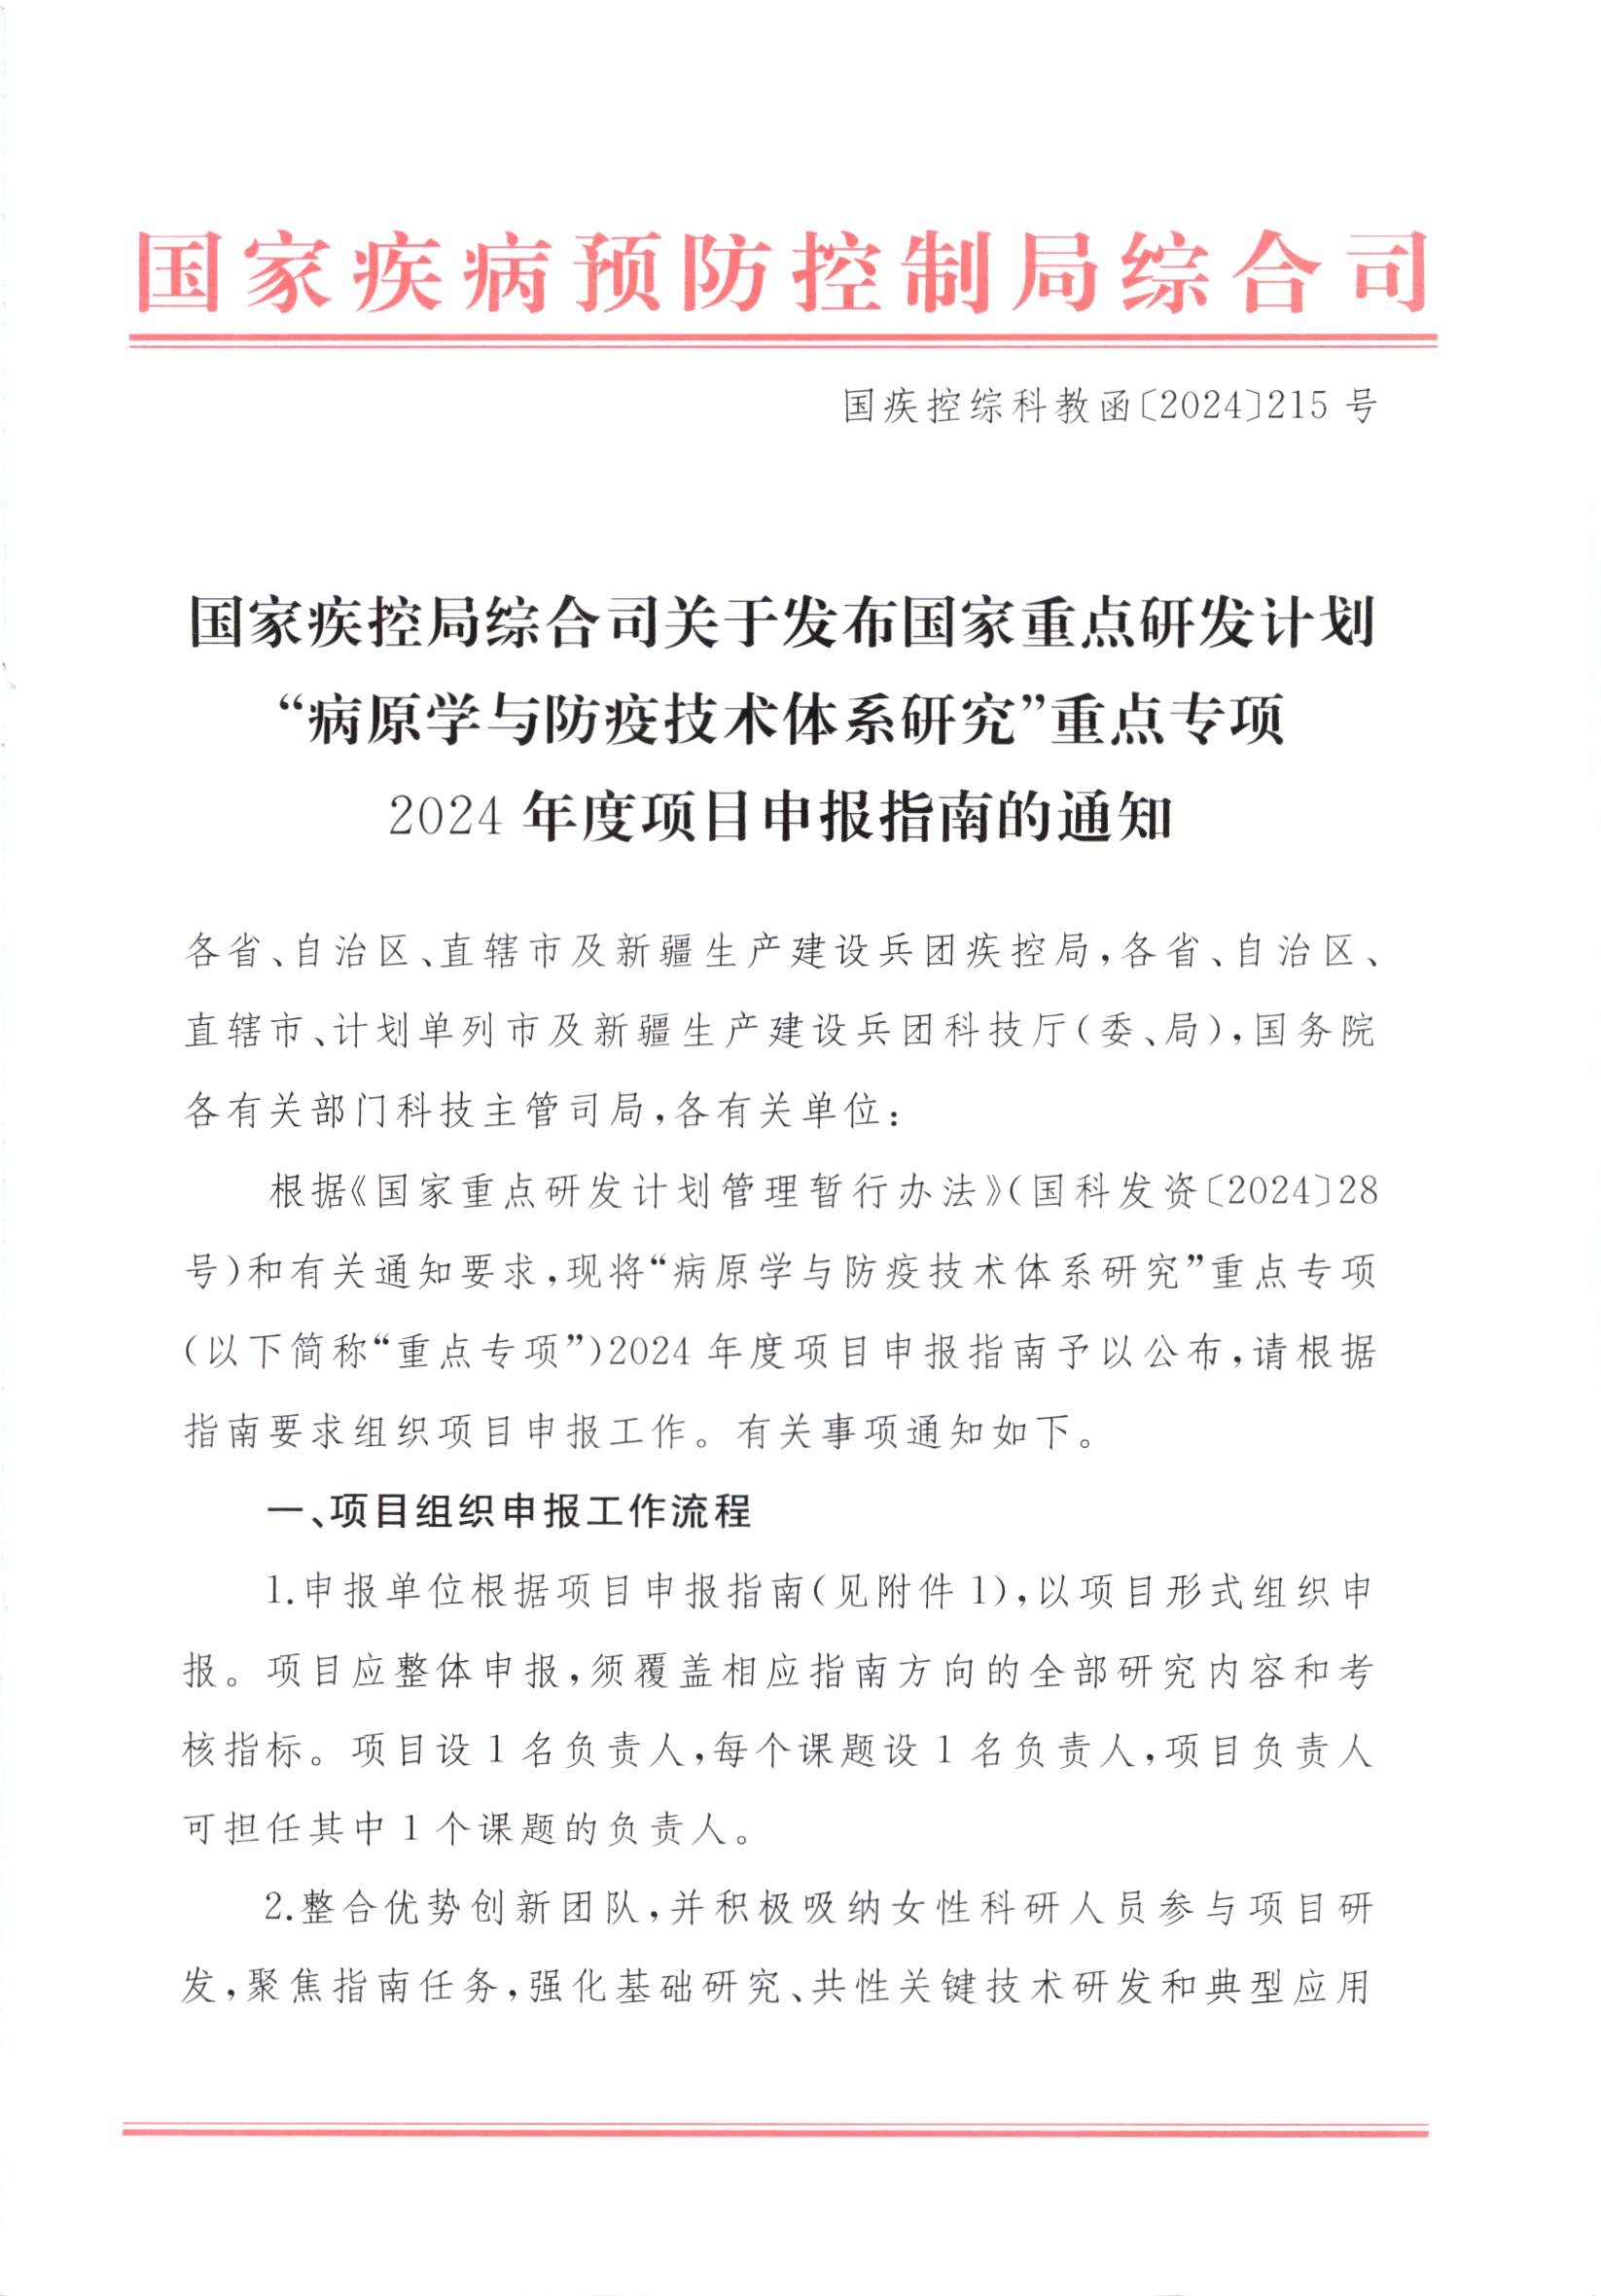 国家疾病预防控制局综合司
国疾控综科教函〔2024〕215 号
国家疾控局综合司关于发布国家重点研发计划
“病原学与防疫技术体系研究”重点专项
2024 年度项目申报指南的通知
各省、自治区、直辖市及新疆生产建设兵团疾控局，各省、自治区、
直辖市、计划单列市及新疆生产建设兵团科技厅（委、局），国务院
各有关部门科技主管司局，各有关单位：
根据《国家重点研发计划管理暂行办法》（国科发资〔2024〕28
号）和有关通知要求，现将“病原学与防疫技术体系研究”重点专项
（以下简称“重点专项”）2024 年度项目申报指南予以公布，请根据
指南要求组织项目申报工作。有关事项通知如下。
一、项目组织申报工作流程
1.申报单位根据项目申报指南（见附件 1），以项目形式组织申
报。项目应整体申报，须覆盖相应指南方向的全部研究内容和考
核指标。项目设 1 名负责人，每个课题设 1 名负责人，项目负责人
可担任其中 1 个课题的负责人。
2.整合优势创新团队，并积极吸纳女性科研人员参与项目研
发，聚焦指南任务，强化基础研究、共性关键技术研发和典型应用